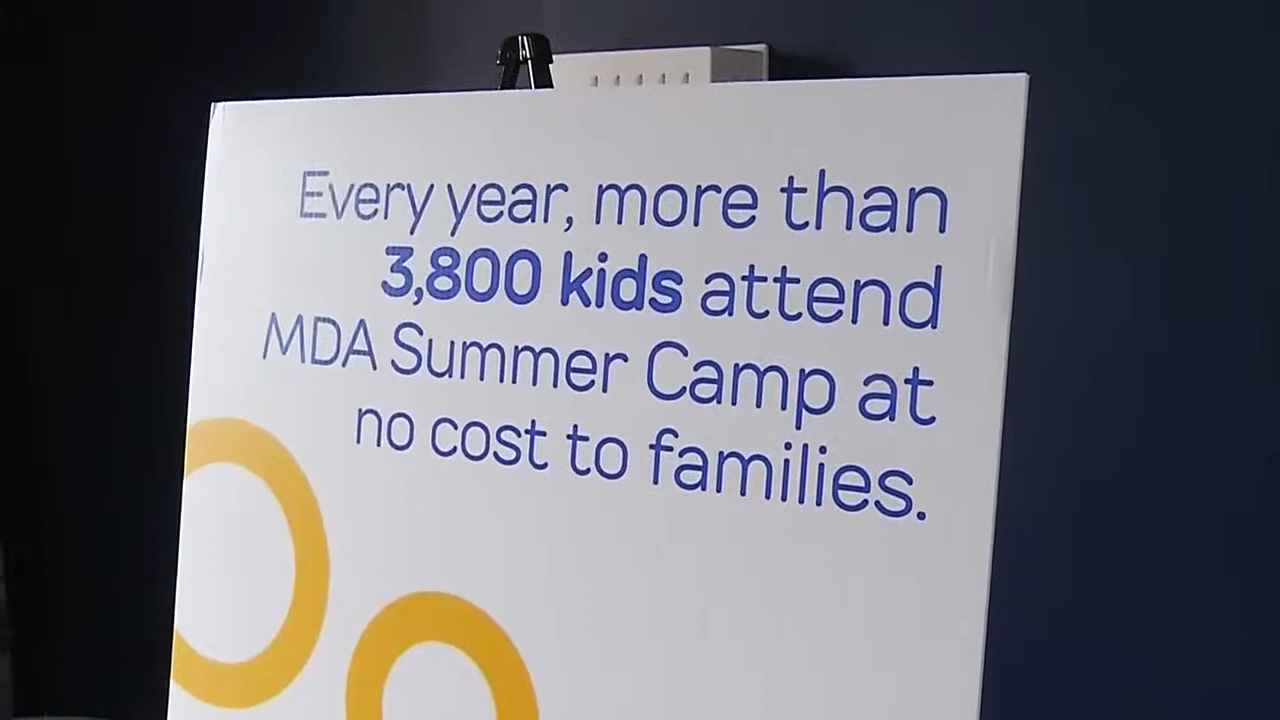 Every year, more than
3,800 kids attend
MDA Summer Camp at
no cost to families.